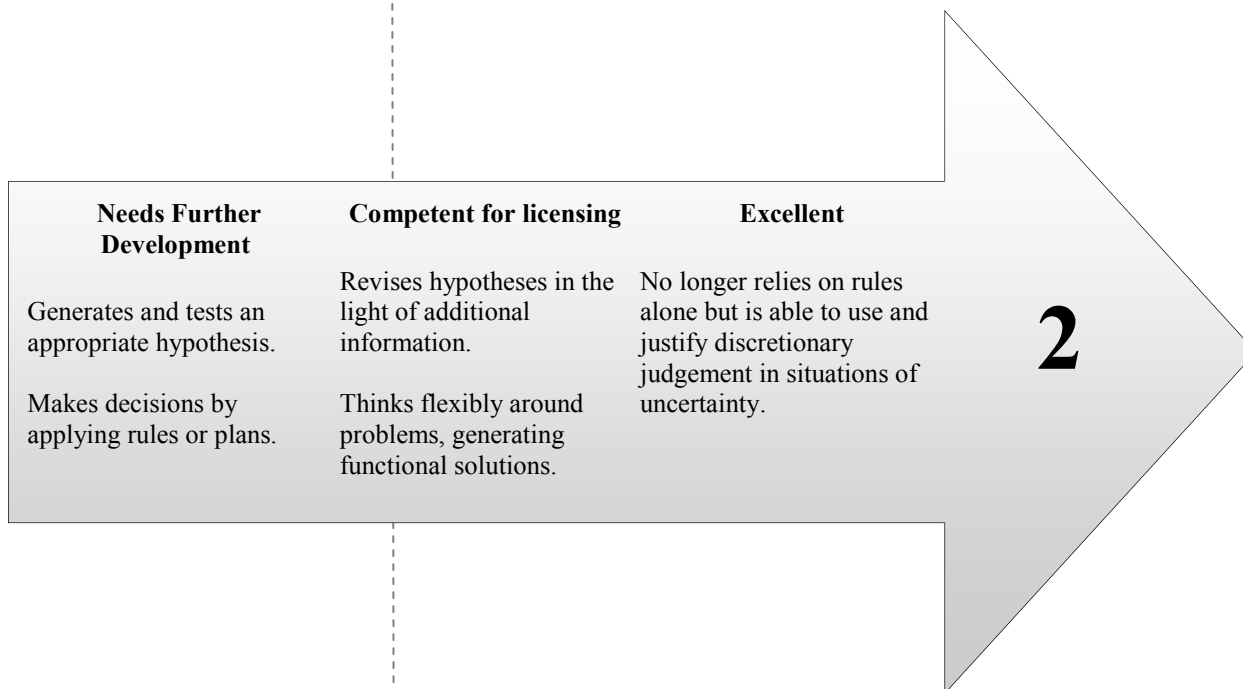 Needs Further
Development
Generates and tests an
appropriate hypothesis.
Makes decisions by
applying rules or plans.
Competent for licensing
Revises hypotheses in the
light of additional
information.
Thinks flexibly around
problems, generating
functional solutions.
Excellent
No longer relies on rules
alone but is able to use and
justify discretionary
judgement in situations of
uncertainty.
2